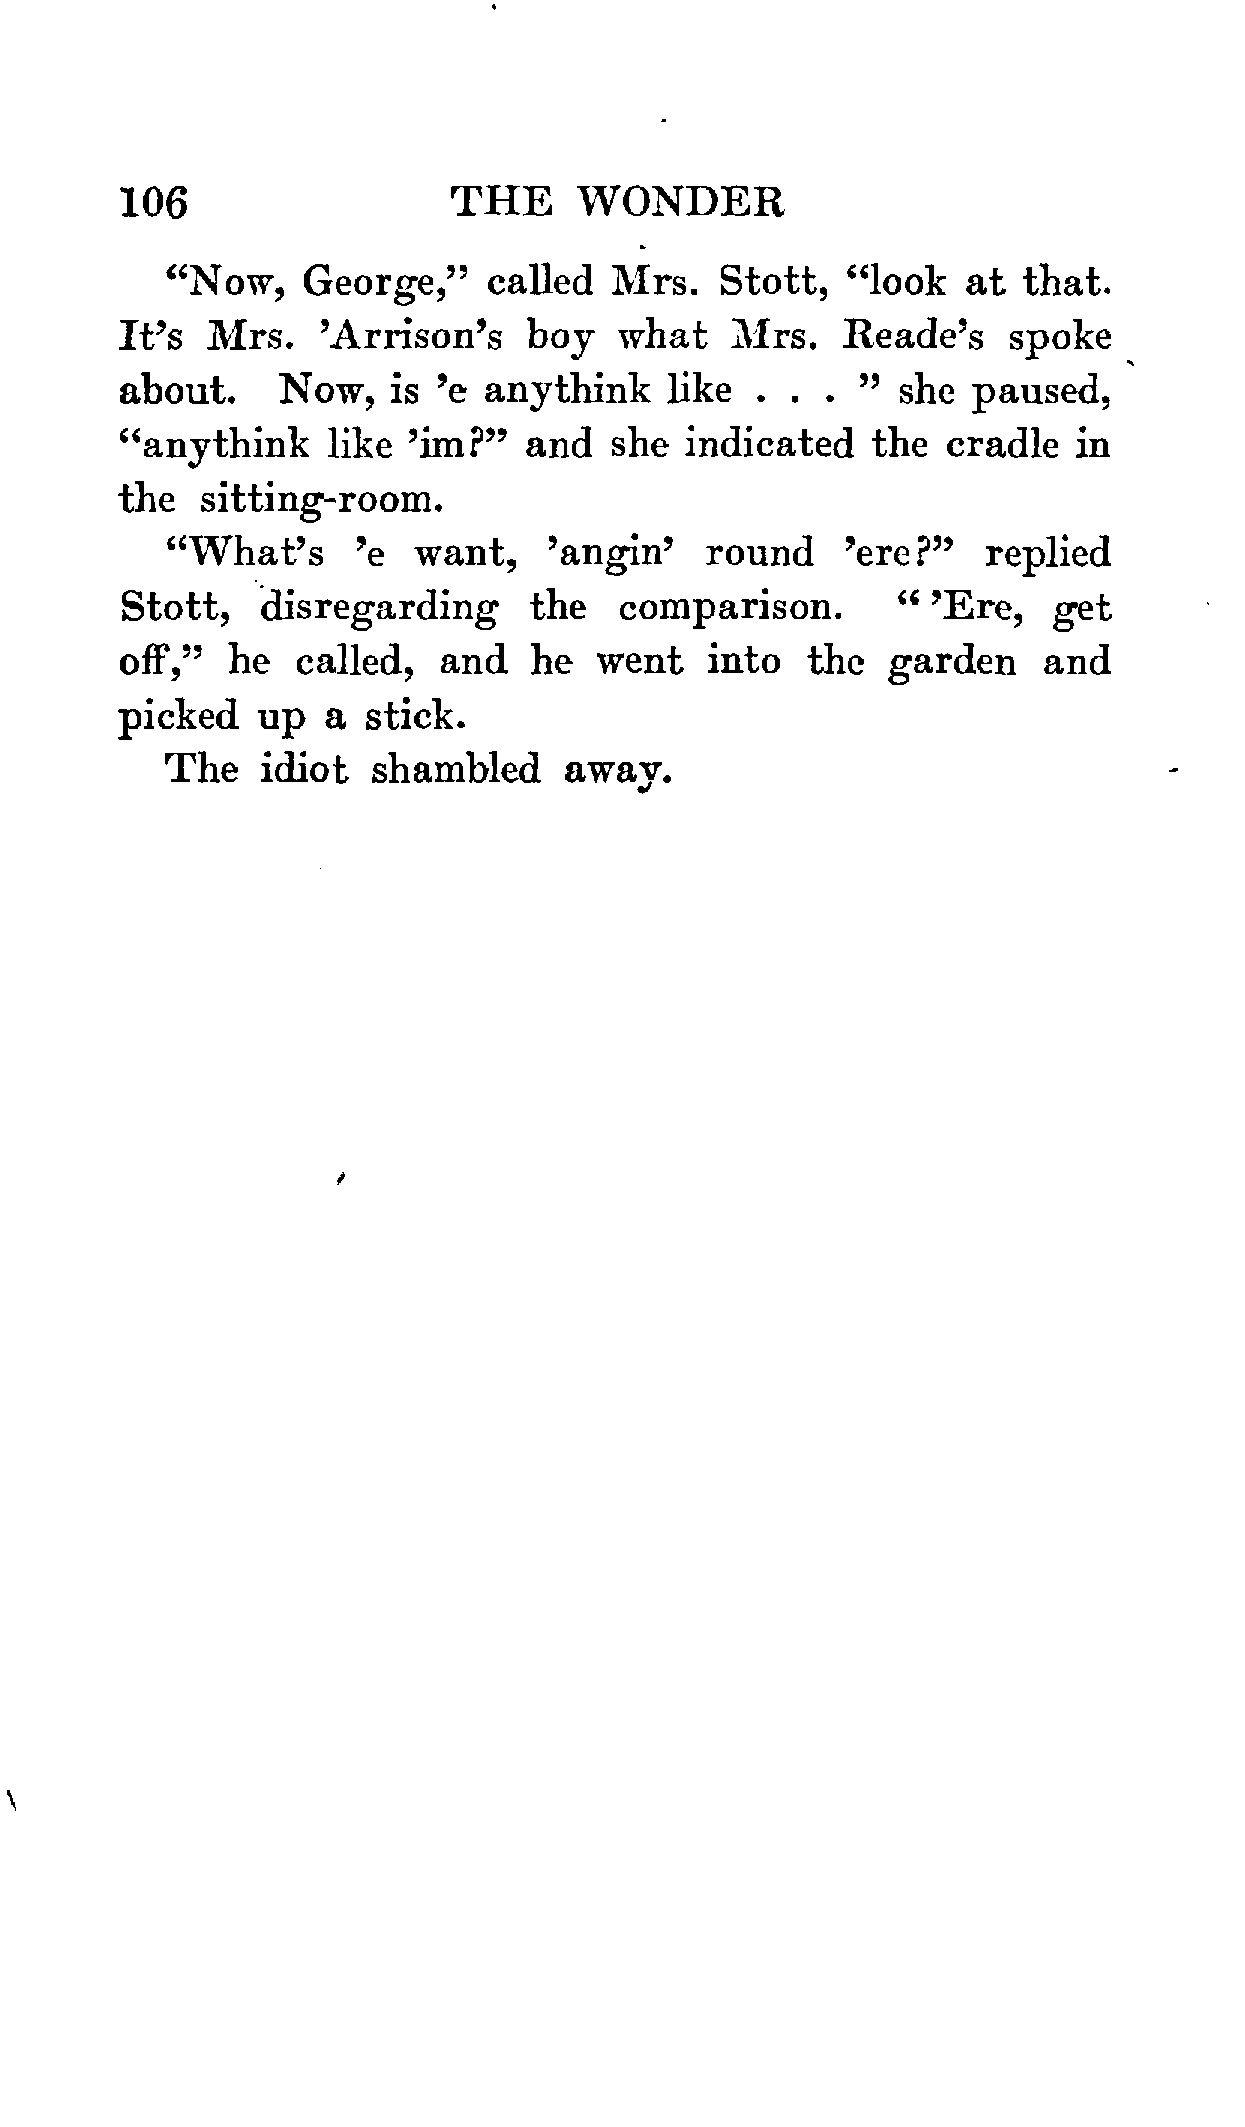 106 THE WONDER
“Now, George,” called Mrs. Stott, “look at that.
It’s Mrs. ’Arrison’s boy what Mrs. Reade’s spoke
about. Now, is ’e anythink like . . . ” she paused,
“anythink like ’im?” and she indicated the cradle in
the sitting-room.
“What’s ’e want, ’angin’ round ’ere?” replied
Stott, disregarding the comparison. “ ’Ere, get
off,” he called, and he went into the garden and
picked up a stick.
The idiot shambled away.